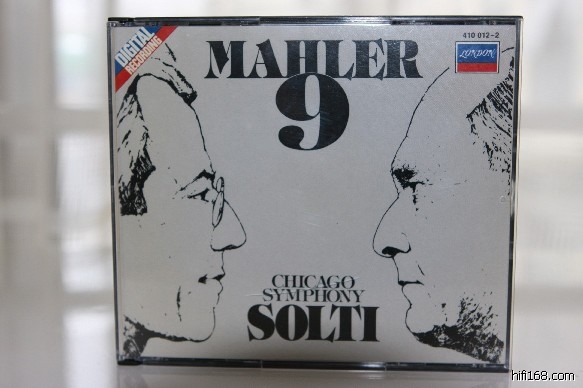 DIGITAL
RECORDING
MAHLER
9
410 012-2
LONDON
CHICAGO
SYMPHONY
SOLTI
hifi168.com